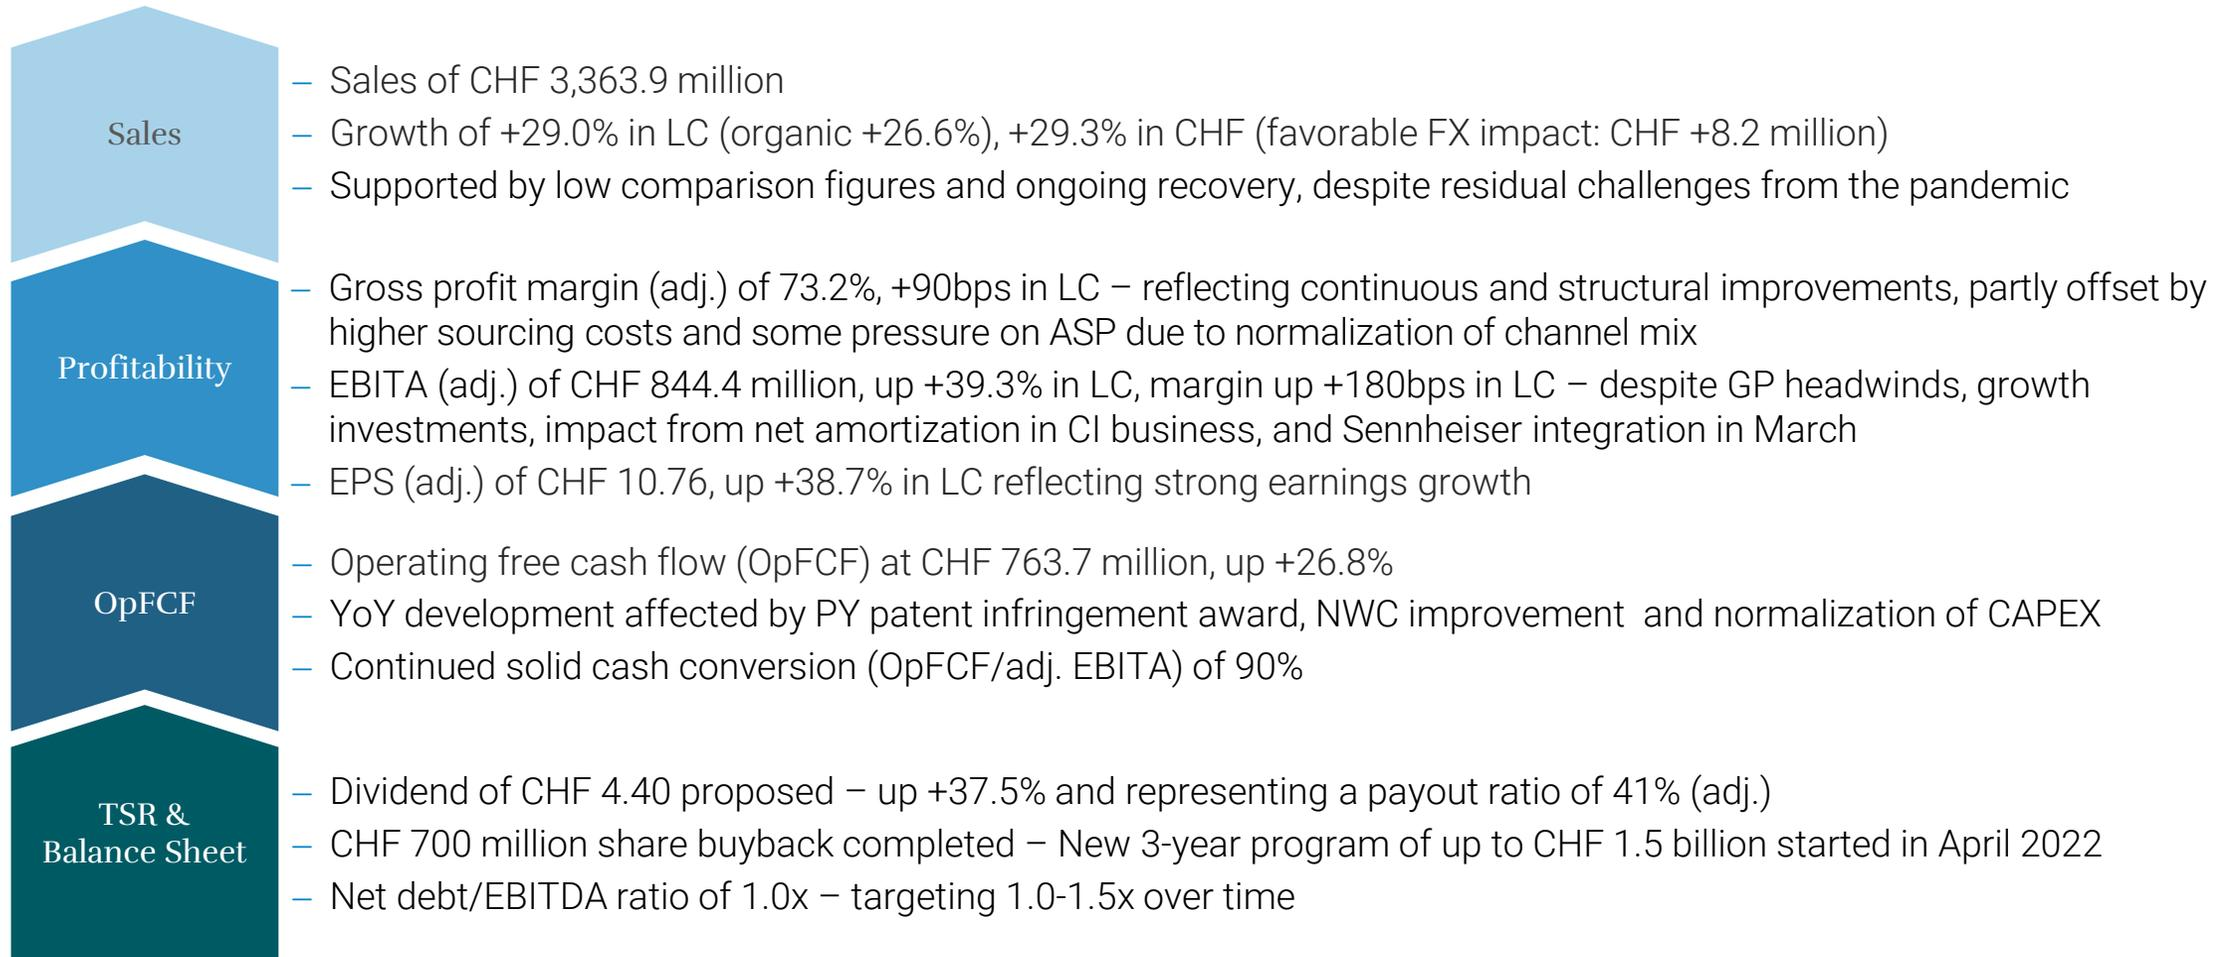 Sales
– Sales of CHF 3,363.9 million
– Growth of +29.0% in LC (organic +26.6%), +29.3% in CHF (favorable FX impact: CHF +8.2 million)
– Supported by low comparison figures and ongoing recovery, despite residual challenges from the pandemic
Profitability
– Gross profit margin (adj.) of 73.2%, +90bps in LC – reflecting continuous and structural improvements, partly offset by
higher sourcing costs and some pressure on ASP due to normalization of channel mix
– EBITA (adj.) of CHF 844.4 million, up +39.3% in LC, margin up +180bps in LC – despite GP headwinds, growth
investments, impact from net amortization in CI business, and Sennheiser integration in March
– EPS (adj.) of CHF 10.76, up +38.7% in LC reflecting strong earnings growth
OpFCF
– Operating free cash flow (OpFCF) at CHF 763.7 million, up +26.8%
– YoY development affected by PY patent infringement award, NWC improvement  and normalization of CAPEX
– Continued solid cash conversion (OpFCF/adj. EBITA) of 90%
TSR &
Balance Sheet
– Dividend of CHF 4.40 proposed – up +37.5% and representing a payout ratio of 41% (adj.)
– CHF 700 million share buyback completed – New 3-year program of up to CHF 1.5 billion started in April 2022
– Net debt/EBITDA ratio of 1.0x – targeting 1.0-1.5x over time